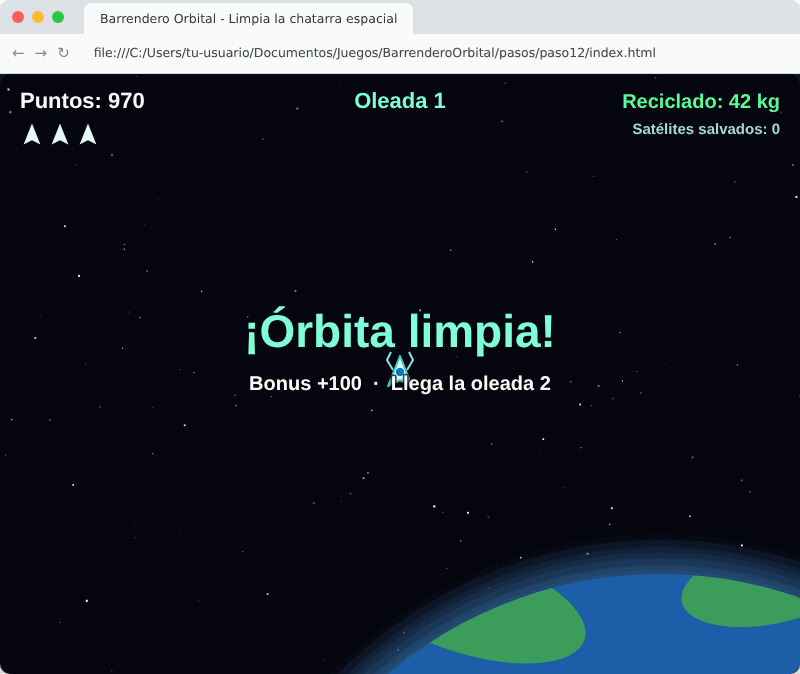 Barrendero Orbital - Limpia la chatarra espacial
file:///C:/Users/tu-usuario/Documentos/Juegos/BarrenderoOrbital/pasos/paso12/index.html
Puntos: 970
Oleada 1
Reciclado: 42 kg
Satélites salvados: 0
¡Órbita limpia!
Bonus +100 · Llega la oleada 2